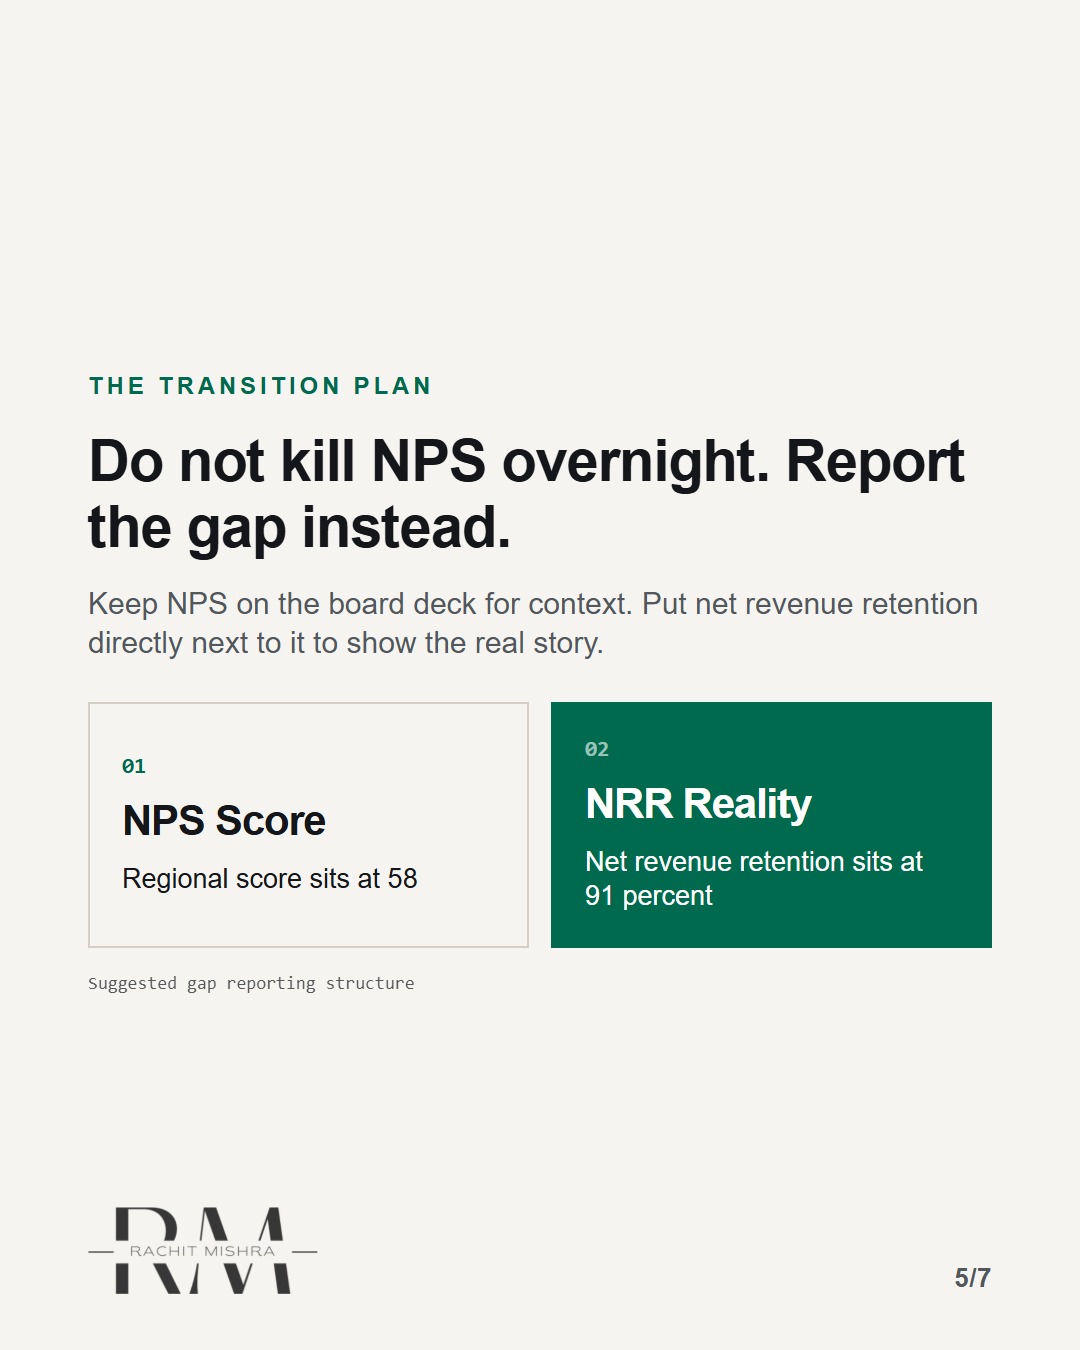 THE TRANSITION PLAN
Do not kill NPS overnight. Report
the gap instead.
Keep NPS on the board deck for context. Put net revenue retention
directly next to it to show the real story.
01
NPS Score
Regional score sits at 58
02
NRR Reality
Net revenue retention sits at
91 percent
Suggested gap reporting structure
RM
RACHIT MISHRA
5/7